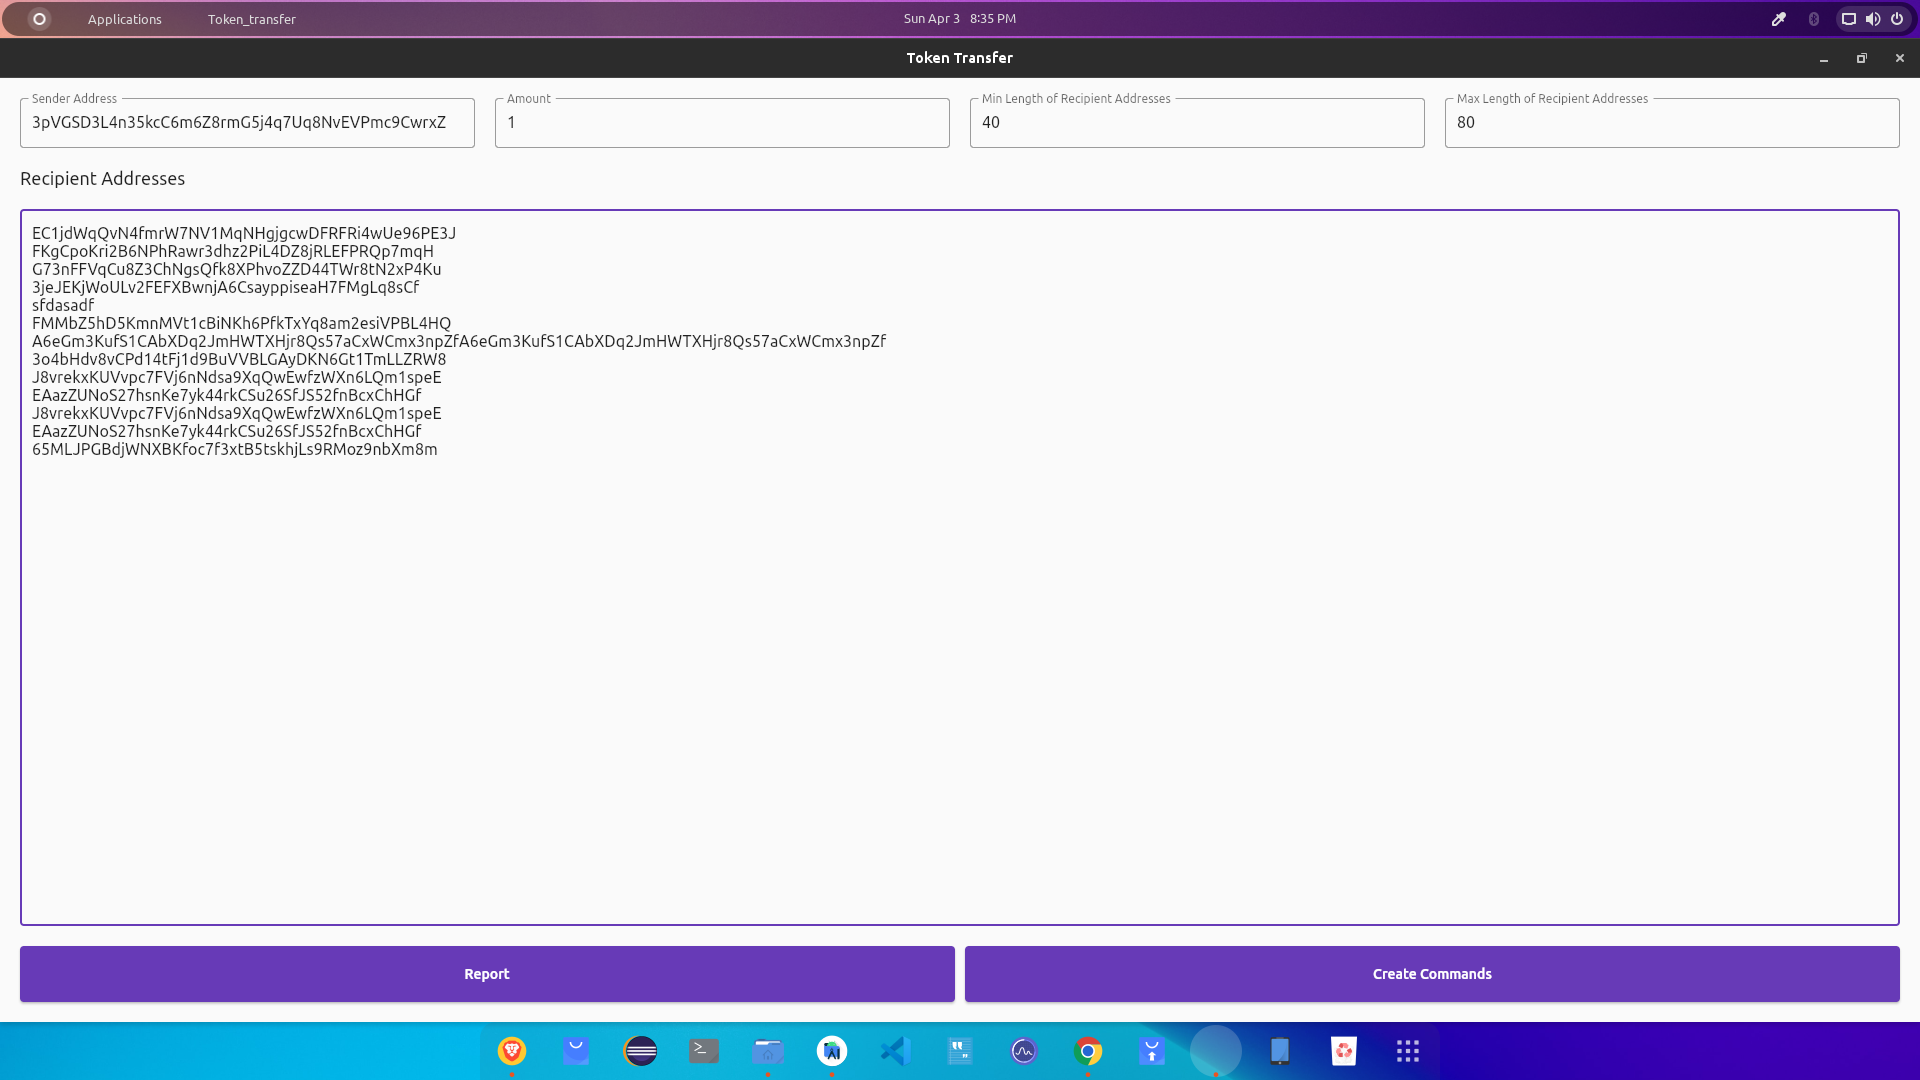 Applications Token_transfer Sun Apr 3 8:35 PM
Token Transfer
Sender Address Amount Min Length of Recipient Addresses Max Length of Recipient Addresses
3pVGSD3L4n35kcC6m6Z8rmG5j4q7Uq8NvEVPmc9CwrxZ 1 40 80
Recipient Addresses
EC1jdWqQvN4fmrW7NV1MqNHgjgcwDFRFRi4wUe96PE3J
FKgCpoKri2B6NPhRawr3dhz2PiL4DZ8jRLEFPRQp7mqH
G73nFFVqCu8Z3ChNgsQfk8XPhvoZZD44TWr8tN2xP4Ku
3jeJEKjWoULv2FEFXBwnjA6CsayppiseaH7FMgLq8sCf
sfdasadf
FMMbZ5hD5KmnMVt1cBiNKh6PfkTxYq8am2esiVPBL4HQ
A6eGm3KufS1CAbXDq2JmHWTXHjr8Qs57aCxWCmx3npZfA6eGm3KufS1CAbXDq2JmHWTXHjr8Qs57aCxWCmx3npZf
3o4bHdv8vCPd14tFj1d9BuVVBLGAyDKN6Gt1TmLLZRW8
J8vrekxKUVvpc7FVj6nNdsa9XqQwEwfzWXn6LQm1speE
EAazZUNoS27hsnKe7yk44rkCSu26SfJS52fnBcxChHGf
J8vrekxKUVvpc7FVj6nNdsa9XqQwEwfzWXn6LQm1speE
EAazZUNoS27hsnKe7yk44rkCSu26SfJS52fnBcxChHGf
65MLJPGBdjWNXBKfoc7f3xtB5tskhjLs9RMoz9nbXm8m
Report Create Commands